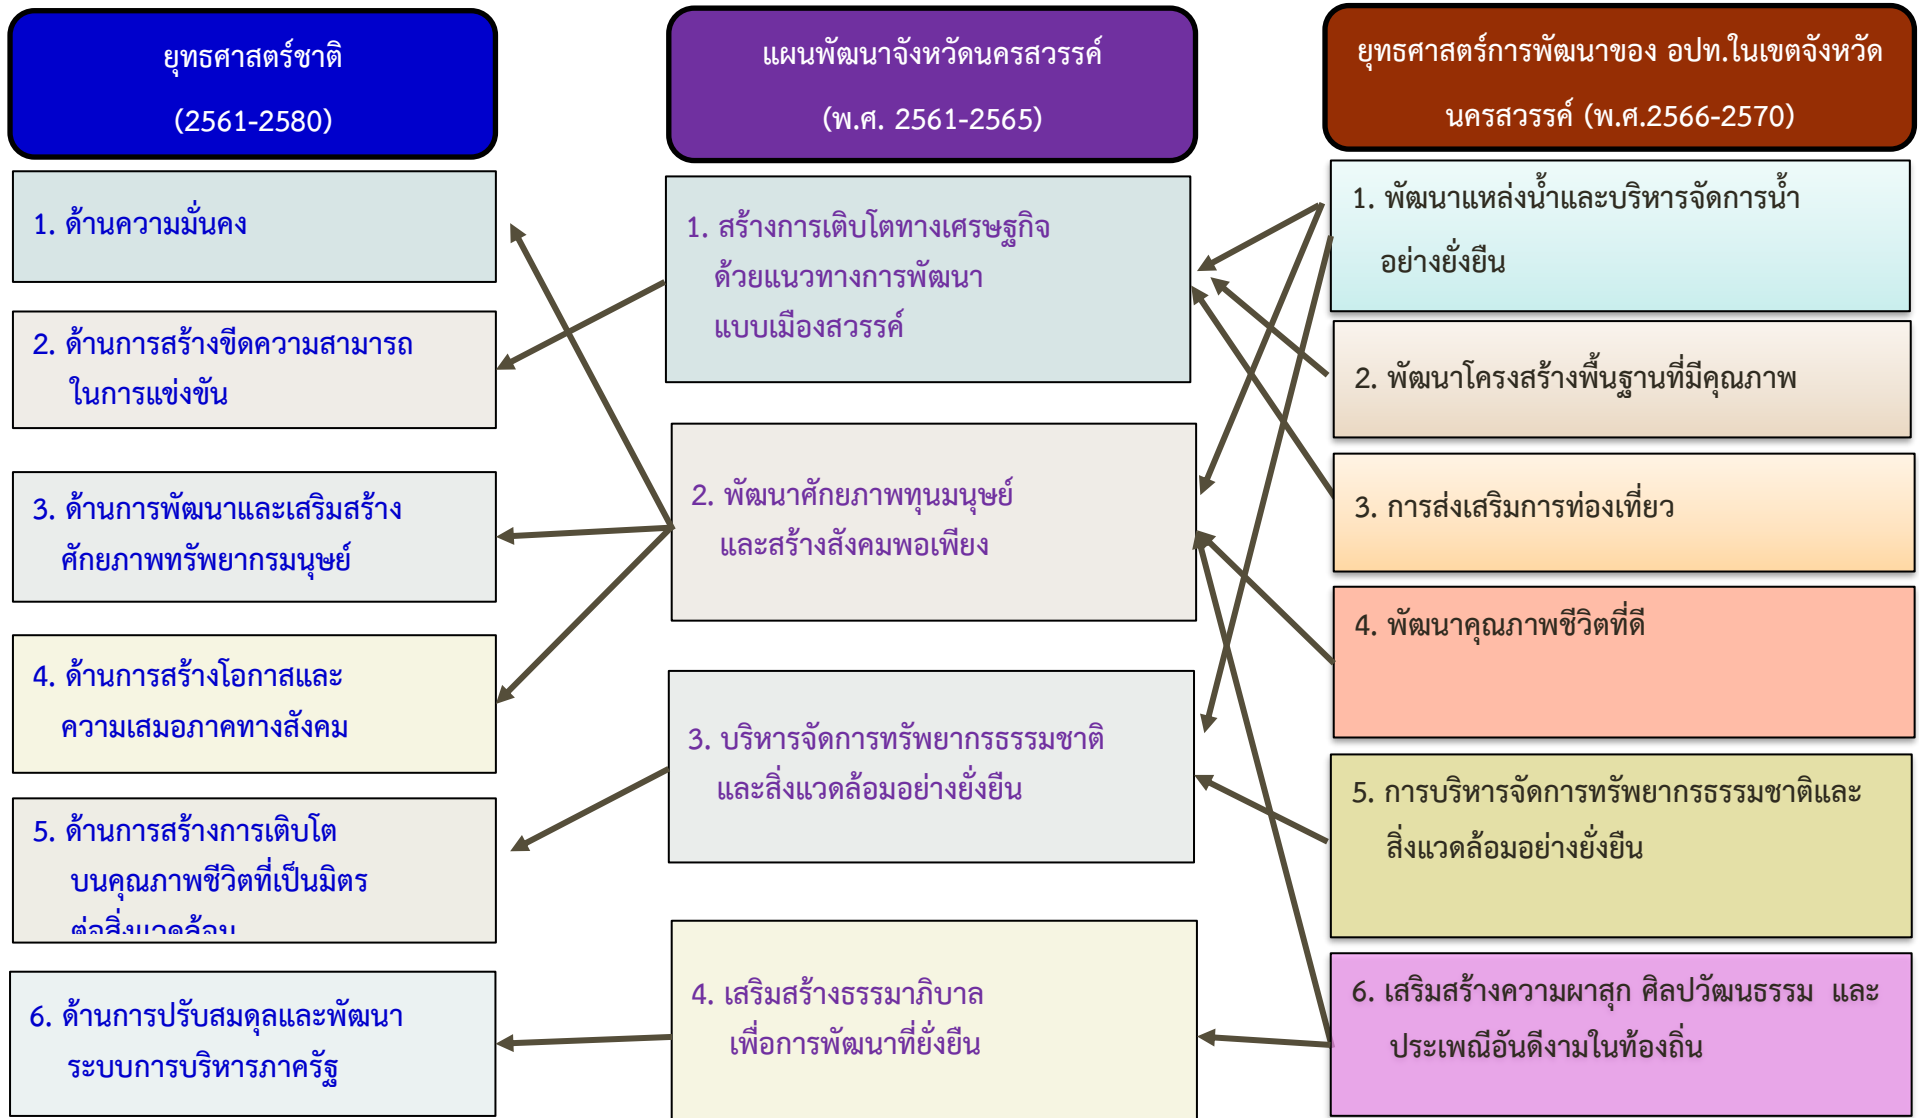 ยุทธศาสตร์ชาติ
(2561-2580)
1. ด้านความมั่นคง
2. ด้านการสร้างขีดความสามารถ
ในการแข่งขัน
3. ด้านการพัฒนาและเสริมสร้าง
ศักยภาพทรัพยากรมนุษย์
4. ด้านการสร้างโอกาสและ
ความเสมอภาคทางสังคม
5. ด้านการสร้างการเติบโต
บนคุณภาพชีวิตที่เป็นมิตร
ต่อสิ่งแวดล้อม
6. ด้านการปรับสมดุลและพัฒนา
ระบบการบริหารภาครัฐ
แผนพัฒนาจังหวัดนครสวรรค์
(พ.ศ. 2561-2565)
1. สร้างการเติบโตทางเศรษฐกิจ
ด้วยแนวทางการพัฒนา
แบบเมืองสวรรค์
2. พัฒนาศักยภาพทุนมนุษย์
และสร้างสังคมพอเพียง
3. บริหารจัดการทรัพยากรธรรมชาติ
และสิ่งแวดล้อมอย่างยั่งยืน
4. เสริมสร้างธรรมาภิบาล
เพื่อการพัฒนาที่ยั่งยืน
ยุทธศาสตร์การพัฒนาของ อปท.ในเขตจังหวัด
นครสวรรค์ (พ.ศ.2566-2570)
1. พัฒนาแหล่งน้ำและบริหารจัดการน้ำ
อย่างยั่งยืน
2. พัฒนาโครงสร้างพื้นฐานที่มีคุณภาพ
3. การส่งเสริมการท่องเที่ยว
4. พัฒนาคุณภาพชีวิตที่ดี
5. การบริหารจัดการทรัพยากรธรรมชาติและ
สิ่งแวดล้อมอย่างยั่งยืน
6. เสริมสร้างความผาสุก ศิลปวัฒนธรรม และ
ประเพณีอันดีงามในท้องถิ่น